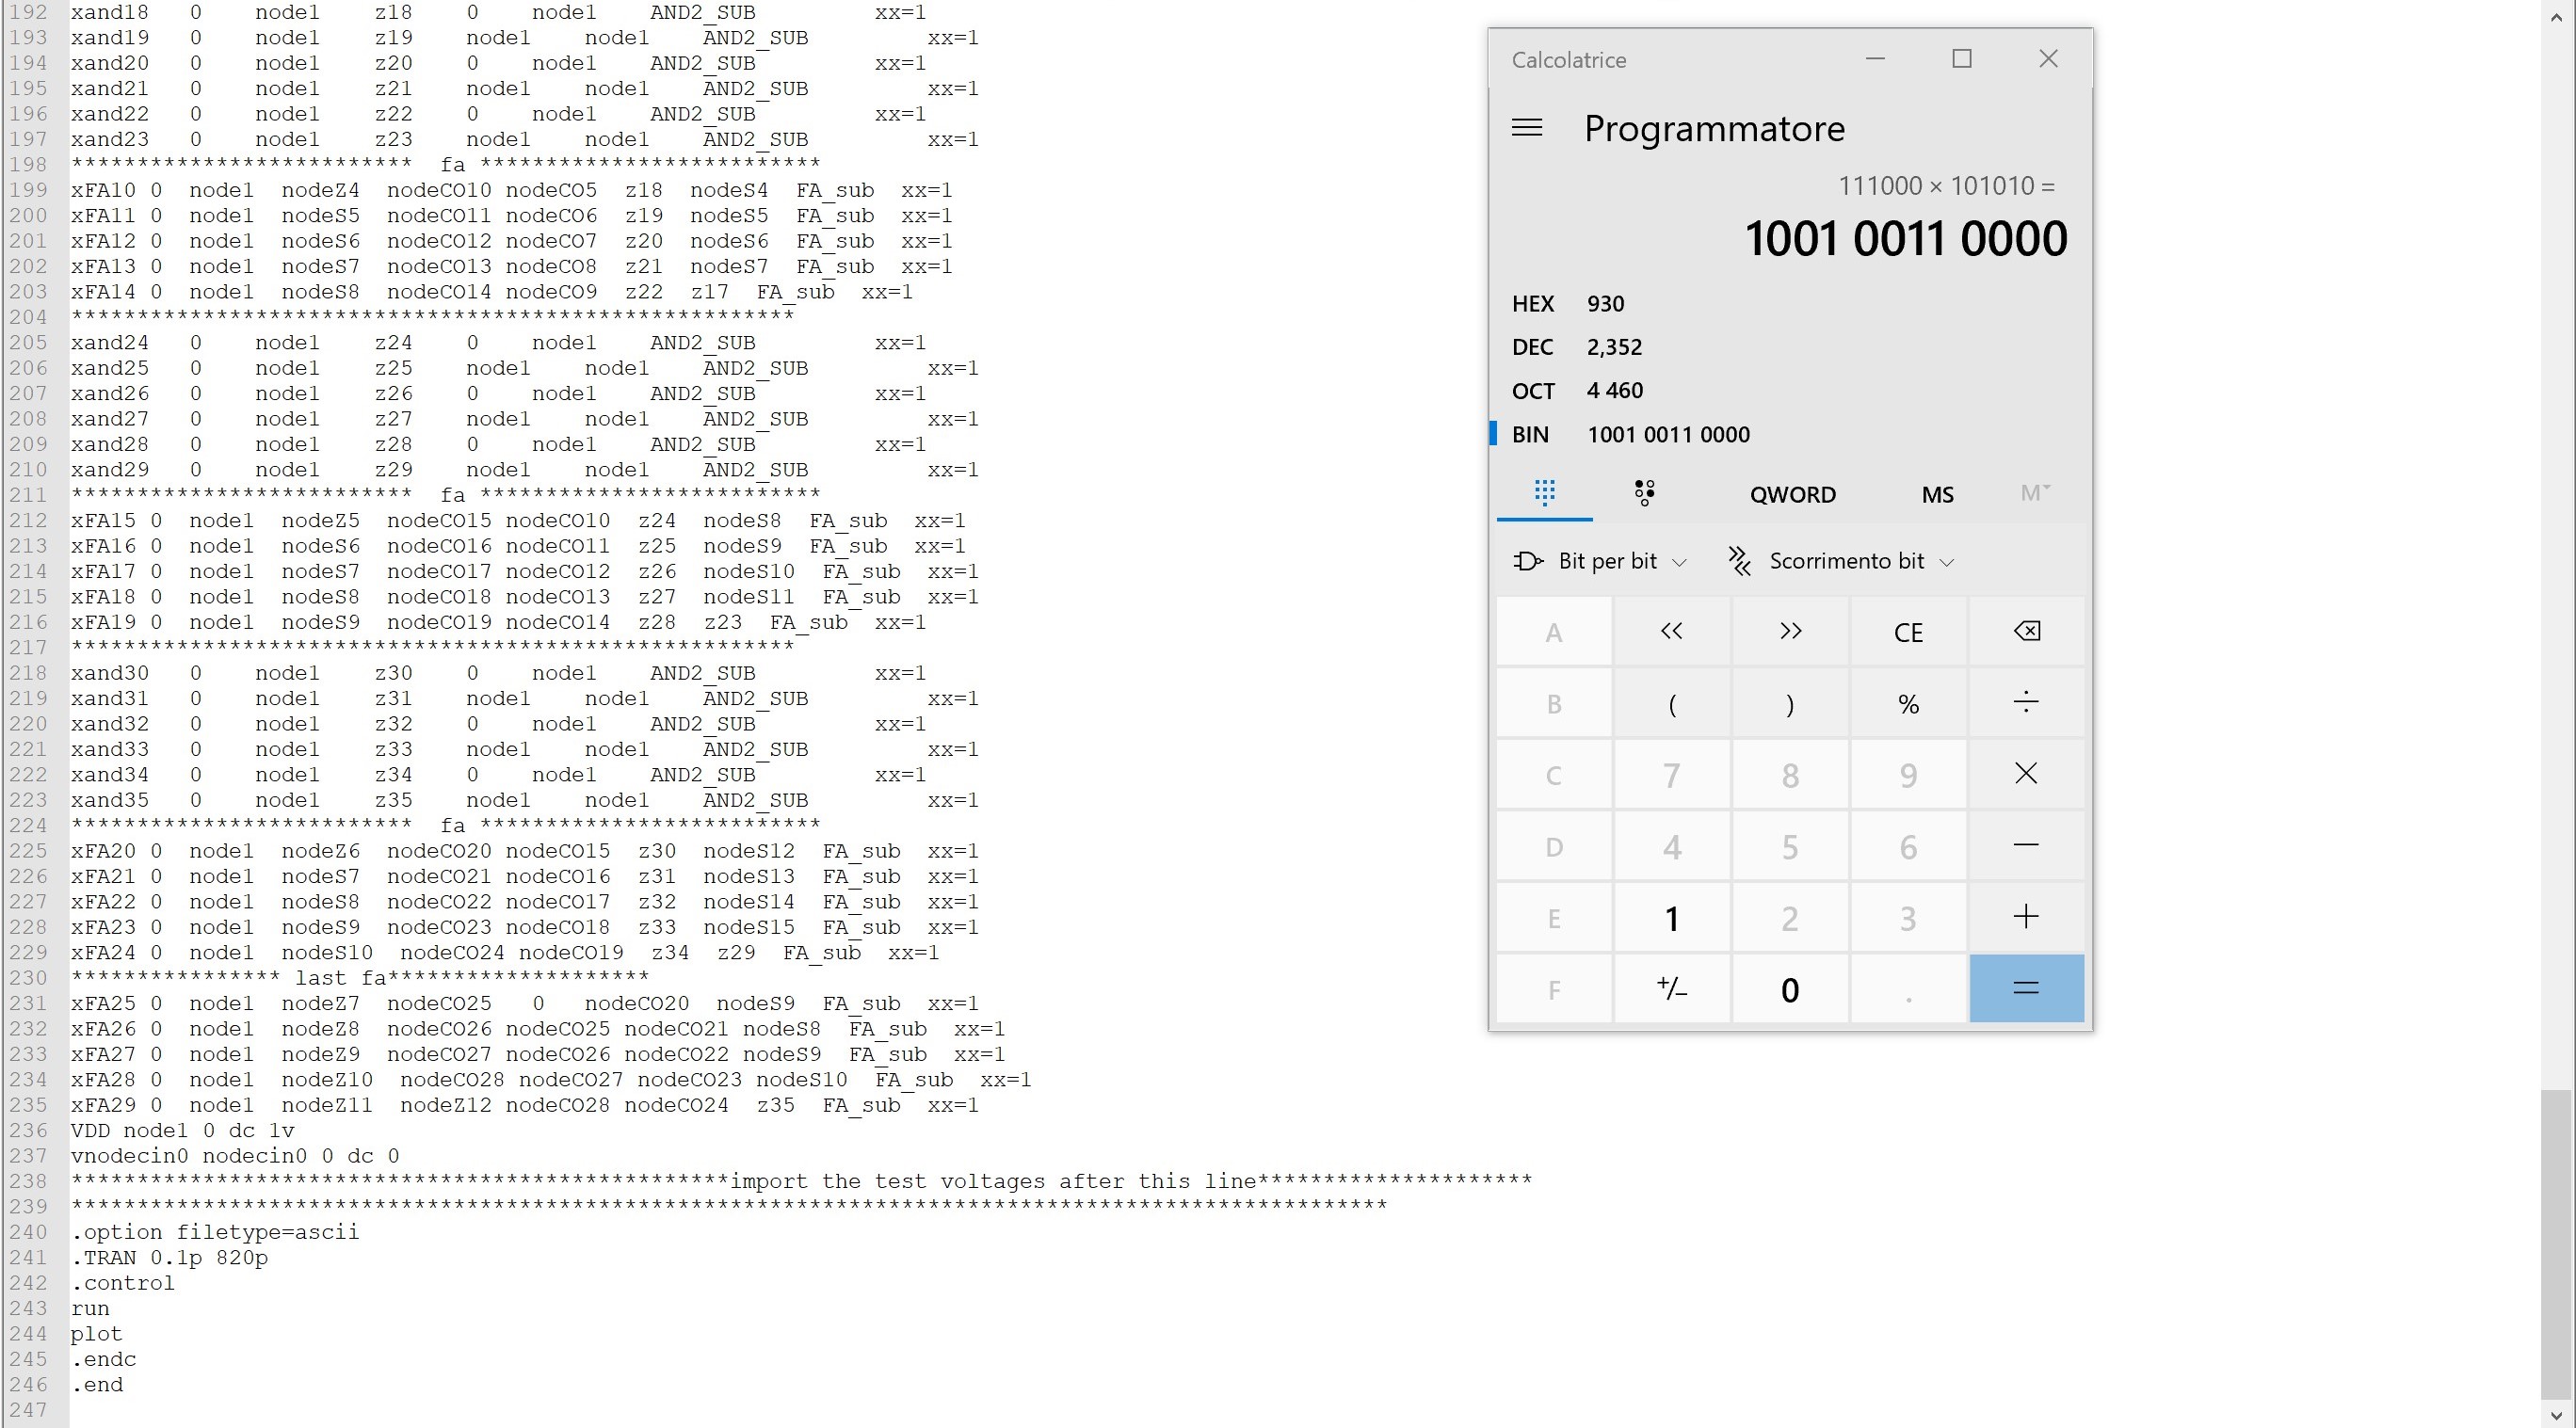 192 xand18 0 node1 z18 0 node1 AND2_SUB xx=1
193 xand19 0 node1 z19 node1 node1 AND2_SUB xx=1
194 xand20 0 node1 z20 0 node1 AND2_SUB xx=1
195 xand21 0 node1 z21 node1 node1 AND2_SUB xx=1
196 xand22 0 node1 z22 0 node1 AND2_SUB xx=1
197 xand23 0 node1 z23 node1 node1 AND2_SUB xx=1
198 ************************** fa **************************
199 xFA10 0 node1 nodeZ4 nodeCO10 nodeCO5 z18 nodeS4 FA_sub xx=1
200 xFA11 0 node1 nodeS5 nodeCO11 nodeCO6 z19 nodeS5 FA_sub xx=1
201 xFA12 0 node1 nodeS6 nodeCO12 nodeCO7 z20 nodeS6 FA_sub xx=1
202 xFA13 0 node1 nodeS7 nodeCO13 nodeCO8 z21 nodeS7 FA_sub xx=1
203 xFA14 0 node1 nodeS8 nodeCO14 nodeCO9 z22 z17 FA_sub xx=1
204 *******************************************************
205 xand24 0 node1 z24 0 node1 AND2_SUB xx=1
206 xand25 0 node1 z25 node1 node1 AND2_SUB xx=1
207 xand26 0 node1 z26 0 node1 AND2_SUB xx=1
208 xand27 0 node1 z27 node1 node1 AND2_SUB xx=1
209 xand28 0 node1 z28 0 node1 AND2_SUB xx=1
210 xand29 0 node1 z29 node1 node1 AND2_SUB xx=1
211 ************************** fa **************************
212 xFA15 0 node1 nodeZ5 nodeCO15 nodeCO10 z24 nodeS8 FA_sub xx=1
213 xFA16 0 node1 nodeS6 nodeCO16 nodeCO11 z25 nodeS9 FA_sub xx=1
214 xFA17 0 node1 nodeS7 nodeCO17 nodeCO12 z26 nodeS10 FA_sub xx=1
215 xFA18 0 node1 nodeS8 nodeCO18 nodeCO13 z27 nodeS11 FA_sub xx=1
216 xFA19 0 node1 nodeS9 nodeCO19 nodeCO14 z28 z23 FA_sub xx=1
217 *******************************************************
218 xand30 0 node1 z30 0 node1 AND2_SUB xx=1
219 xand31 0 node1 z31 node1 node1 AND2_SUB xx=1
220 xand32 0 node1 z32 0 node1 AND2_SUB xx=1
221 xand33 0 node1 z33 node1 node1 AND2_SUB xx=1
222 xand34 0 node1 z34 0 node1 AND2_SUB xx=1
223 xand35 0 node1 z35 node1 node1 AND2_SUB xx=1
224 ************************** fa **************************
225 xFA20 0 node1 nodeZ6 nodeCO20 nodeCO15 z30 nodeS12 FA_sub xx=1
226 xFA21 0 node1 nodeS7 nodeCO21 nodeCO16 z31 nodeS13 FA_sub xx=1
227 xFA22 0 node1 nodeS8 nodeCO22 nodeCO17 z32 nodeS14 FA_sub xx=1
228 xFA23 0 node1 nodeS9 nodeCO23 nodeCO18 z33 nodeS15 FA_sub xx=1
229 xFA24 0 node1 nodeS10 nodeCO24 nodeCO19 z34 z29 FA_sub xx=1
230 **************** last fa********************
231 xFA25 0 node1 nodeZ7 nodeCO25 0 nodeCO20 nodeS9 FA_sub xx=1
232 xFA26 0 node1 nodeZ8 nodeCO26 nodeCO25 nodeCO21 nodeS8 FA_sub xx=1
233 xFA27 0 node1 nodeZ9 nodeCO27 nodeCO26 nodeCO22 nodeS9 FA_sub xx=1
234 xFA28 0 node1 nodeZ10 nodeCO28 nodeCO27 nodeCO23 nodeS10 FA_sub xx=1
235 xFA29 0 node1 nodeZ11 nodeZ12 nodeCO28 nodeCO24 z35 FA_sub xx=1
236 VDD node1 0 dc 1v
237 vnodecin0 nodecin0 0 dc 0
238 **************************************************import the test voltages after this line*********************
239 ****************************************************************************************************
240 .option filetype=ascii
241 .TRAN 0.1p 820p
242 .control
243 run
244 plot
245 .endc
246 .end
247
Calcolatrice
Programmatore
111000 × 101010 =
1001 0011 0000
HEX 930
DEC 2,352
OCT 4 460
BIN 1001 0011 0000
QWORD MS M
Bit per bit Scorrimento bit
A << >> CE
B ( ) % ÷
C 7 8 9 ×
D 4 5 6 −
E 1 2 3 +
F +/− 0 . =